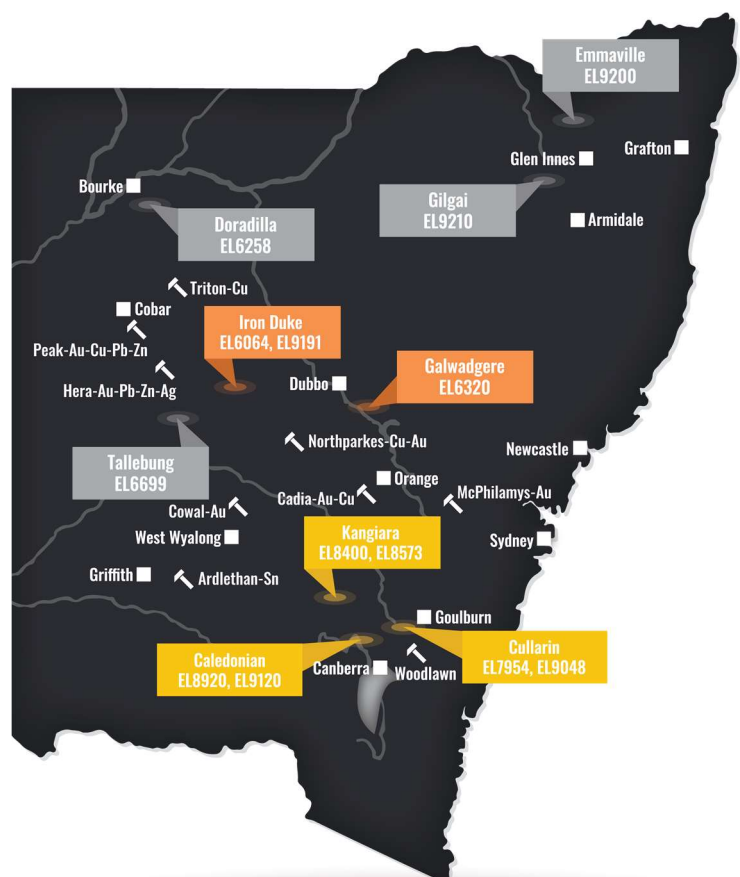 Emmaville
EL9200
Grafton
Glen Innes
Bourke
Gilgai
EL9210
Armidale
Doradilla
EL6258
Triton-Cu
Cobar
Iron Duke
EL6064, EL9191
Peak-Au-Cu-Pb-Zn
Hera-Au-Pb-Zn-Ag
Dubbo
Galwadgere
EL6320
Northparkes-Cu-Au
Newcastle
Tallebung
EL6699
Orange
Cadia-Au-Cu
McPhilamys-Au
Cowal-Au
Kangiara
EL8400, EL8573
West Wyalong
Sydney
Griffith
Ardlethan-Sn
Goulburn
Cullarin
EL7954, EL9048
Caledonian
EL8920, EL9120
Canberra
Woodlawn